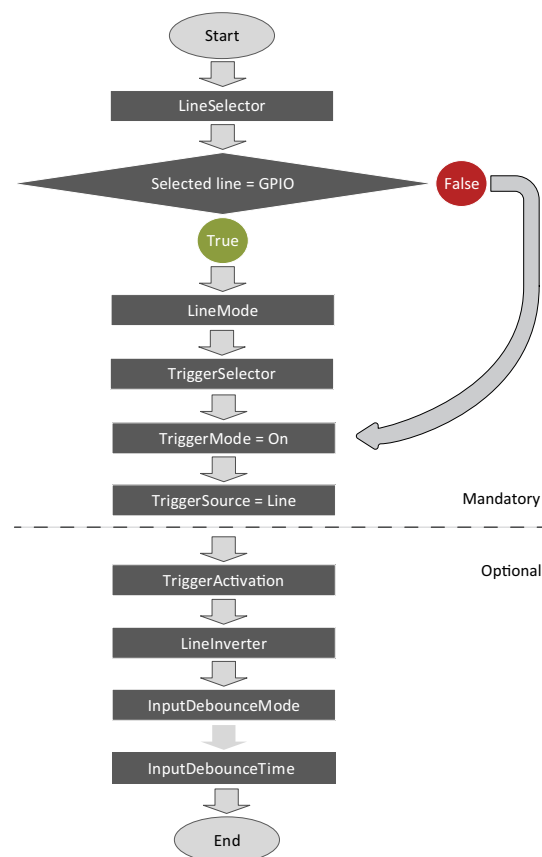 Start
LineSelector
Selected line = GPIO
False
True
LineMode
TriggerSelector
TriggerMode = On
TriggerSource = Line
Mandatory
Optional
TriggerActivation
LineInverter
InputDebounceMode
InputDebounceTime
End